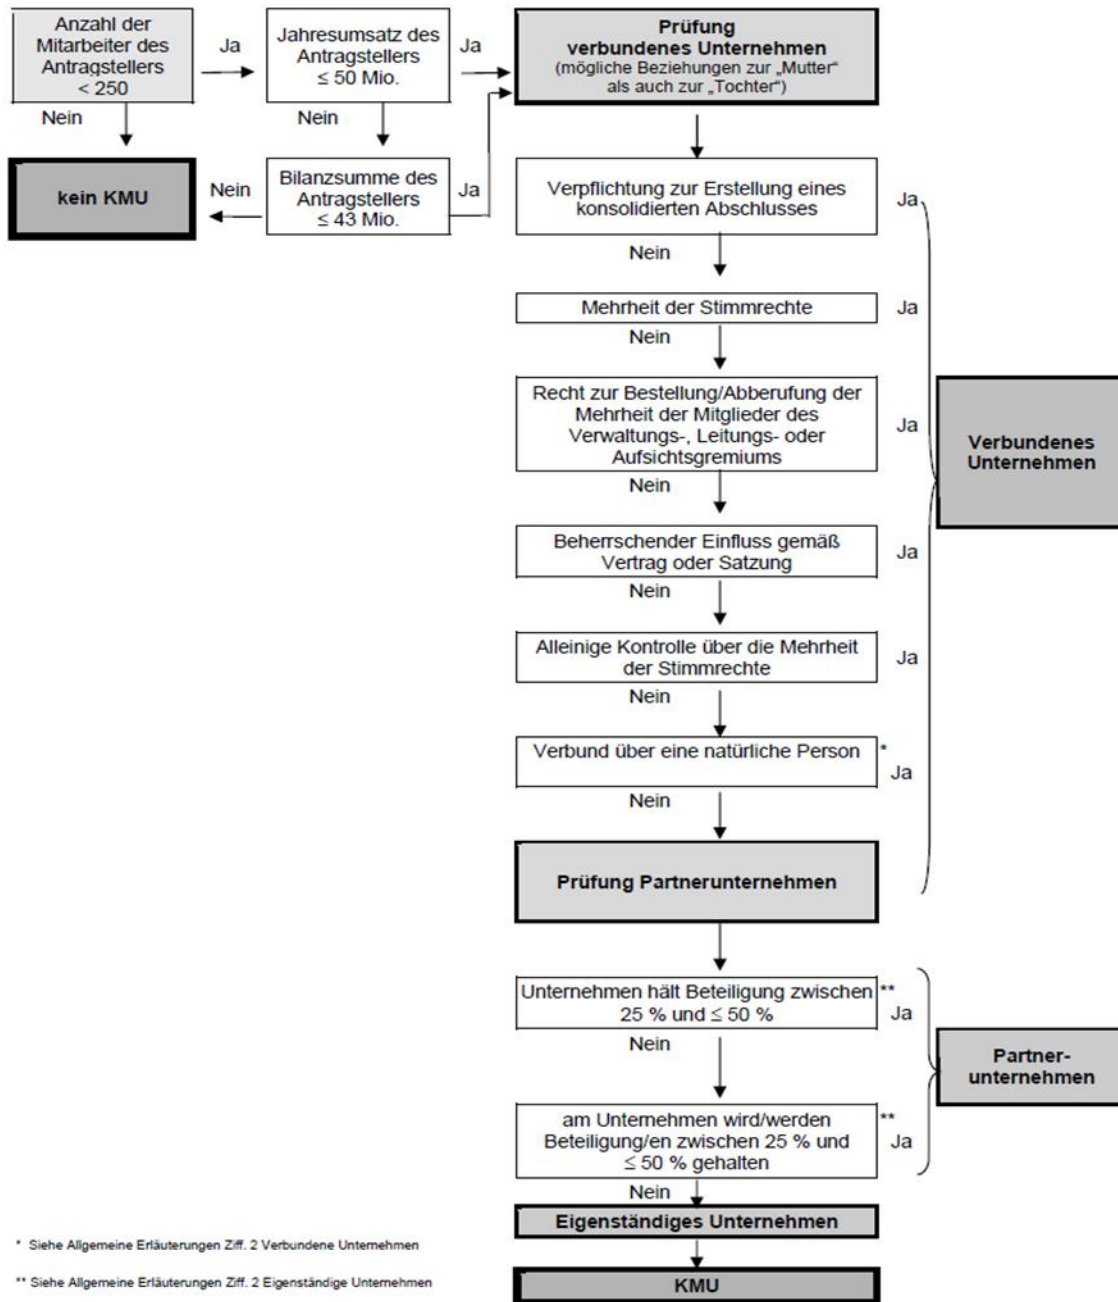 Anzahl der
Mitarbeiter des
Antragstellers
< 250
Ja
Jahresumsatz des
Antragstellers
≤ 50 Mio.
Ja
Prüfung
verbundenes Unternehmen
(mögliche Beziehungen zur „Mutter“
als auch zur „Tochter“)
Nein
Nein
kein KMU
Nein
Bilanzsumme des
Antragstellers
≤ 43 Mio.
Ja
Verpflichtung zur Erstellung eines
konsolidierten Abschlusses
Ja
Nein
Mehrheit der Stimmrechte
Ja
Nein
Recht zur Bestellung/Abberufung der
Mehrheit der Mitglieder des
Verwaltungs-, Leitungs- oder
Aufsichtsgremiums
Ja
Verbundenes
Unternehmen
Nein
Beherrschender Einfluss gemäß
Vertrag oder Satzung
Ja
Nein
Alleinige Kontrolle über die Mehrheit
der Stimmrechte
Ja
Nein
Verbund über eine natürliche Person
*
Ja
Nein
Prüfung Partnerunternehmen
Unternehmen hält Beteiligung zwischen
25 % und ≤ 50 %
**
Ja
Nein
Partner-
unternehmen
am Unternehmen wird/werden
Beteiligung/en zwischen 25 % und
≤ 50 % gehalten
**
Ja
Nein
Eigenständiges Unternehmen
* Siehe Allgemeine Erläuterungen Ziff. 2 Verbundene Unternehmen
** Siehe Allgemeine Erläuterungen Ziff. 2 Eigenständige Unternehmen
KMU